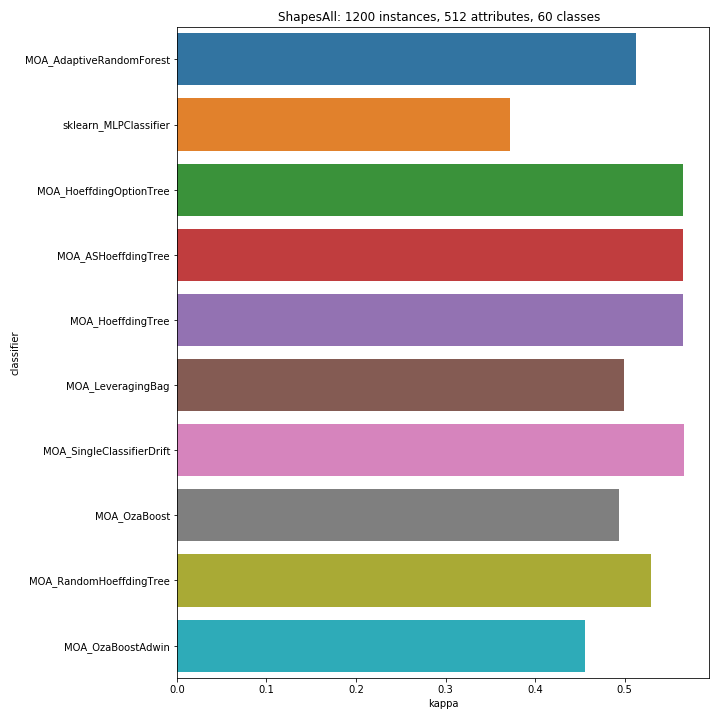 ShapesAll: 1200 instances, 512 attributes, 60 classes
MOA_AdaptiveRandomForest
sklearn_MLPClassifier
MOA_HoeffdingOptionTree
MOA_ASHoeffdingTree
MOA_HoeffdingTree
MOA_LeveragingBag
MOA_SingleClassifierDrift
MOA_OzaBoost
MOA_RandomHoeffdingTree
MOA_OzaBoostAdwin
classifier
0.0 0.1 0.2 0.3 0.4 0.5
kappa